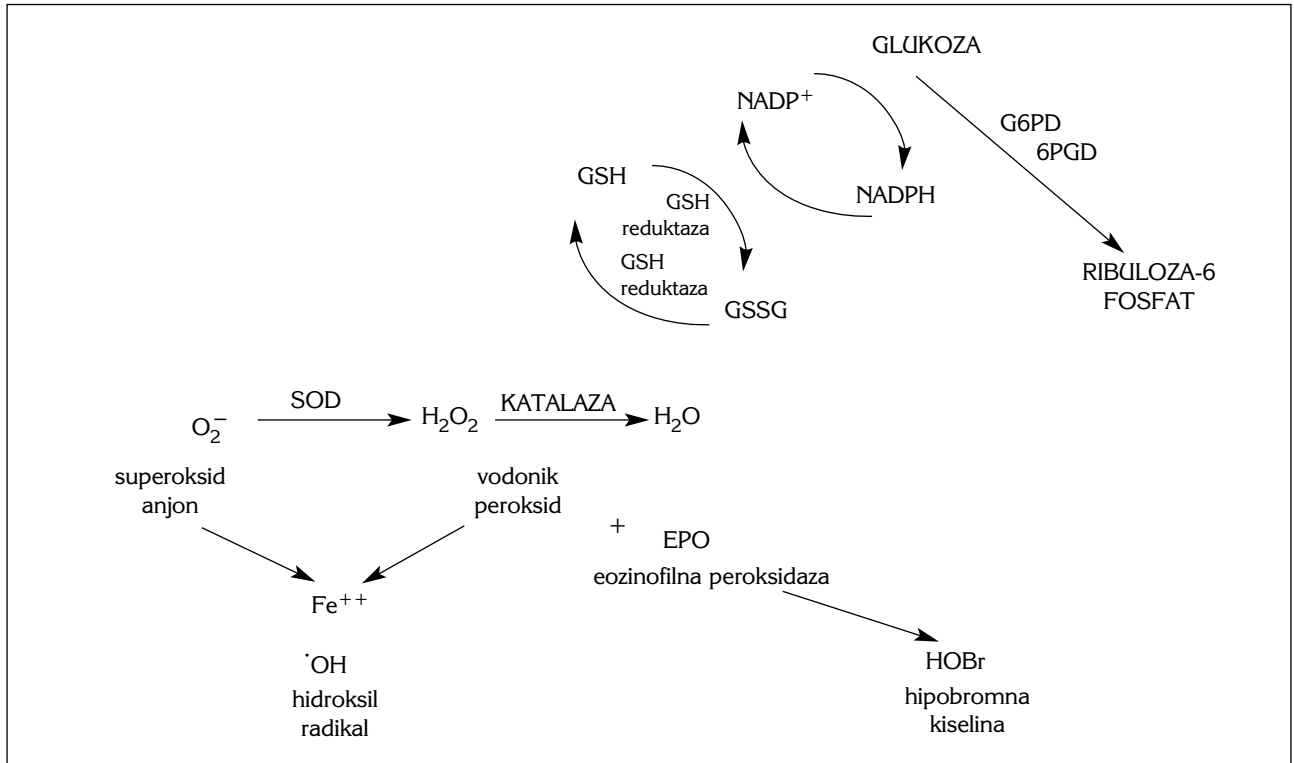 GLUKOZA
NADP⁺
G6PD
6PGD
GSH
GSH
reduktaza
NADPH
GSH
reduktaza
GSSG
RIBULOZA-6
FOSFAT
SOD
KATALAZA
O₂⁻
H₂O₂
H₂O
superoksid
anjon
vodonik
peroksid
+
EPO
eozinofilna peroksidaza
Fe⁺⁺
˙OH
hidroksil
radikal
HOBr
hipobromna
kiselina